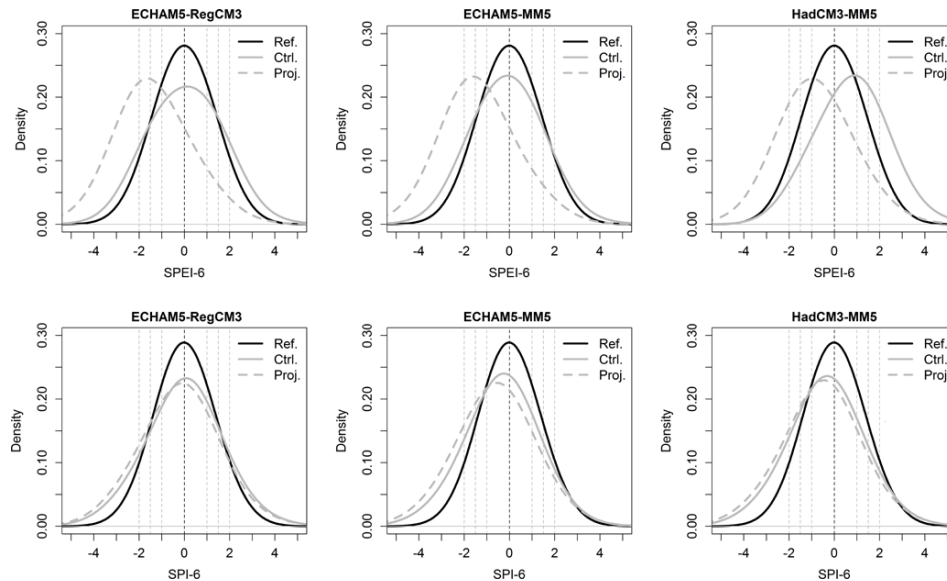 ECHAM5-RegCM3
Density
0.00 0.10 0.20 0.30
Ref.
Ctrl.
Proj.
-4 -2 0 2 4
SPEI-6
ECHAM5-MM5
Density
0.00 0.10 0.20 0.30
Ref.
Ctrl.
Proj.
-4 -2 0 2 4
SPEI-6
HadCM3-MM5
Density
0.00 0.10 0.20 0.30
Ref.
Ctrl.
Proj.
-4 -2 0 2 4
SPEI-6
ECHAM5-RegCM3
Density
0.00 0.10 0.20 0.30
Ref.
Ctrl.
Proj.
-4 -2 0 2 4
SPI-6
ECHAM5-MM5
Density
0.00 0.10 0.20 0.30
Ref.
Ctrl.
Proj.
-4 -2 0 2 4
SPI-6
HadCM3-MM5
Density
0.00 0.10 0.20 0.30
Ref.
Ctrl.
Proj.
-4 -2 0 2 4
SPI-6